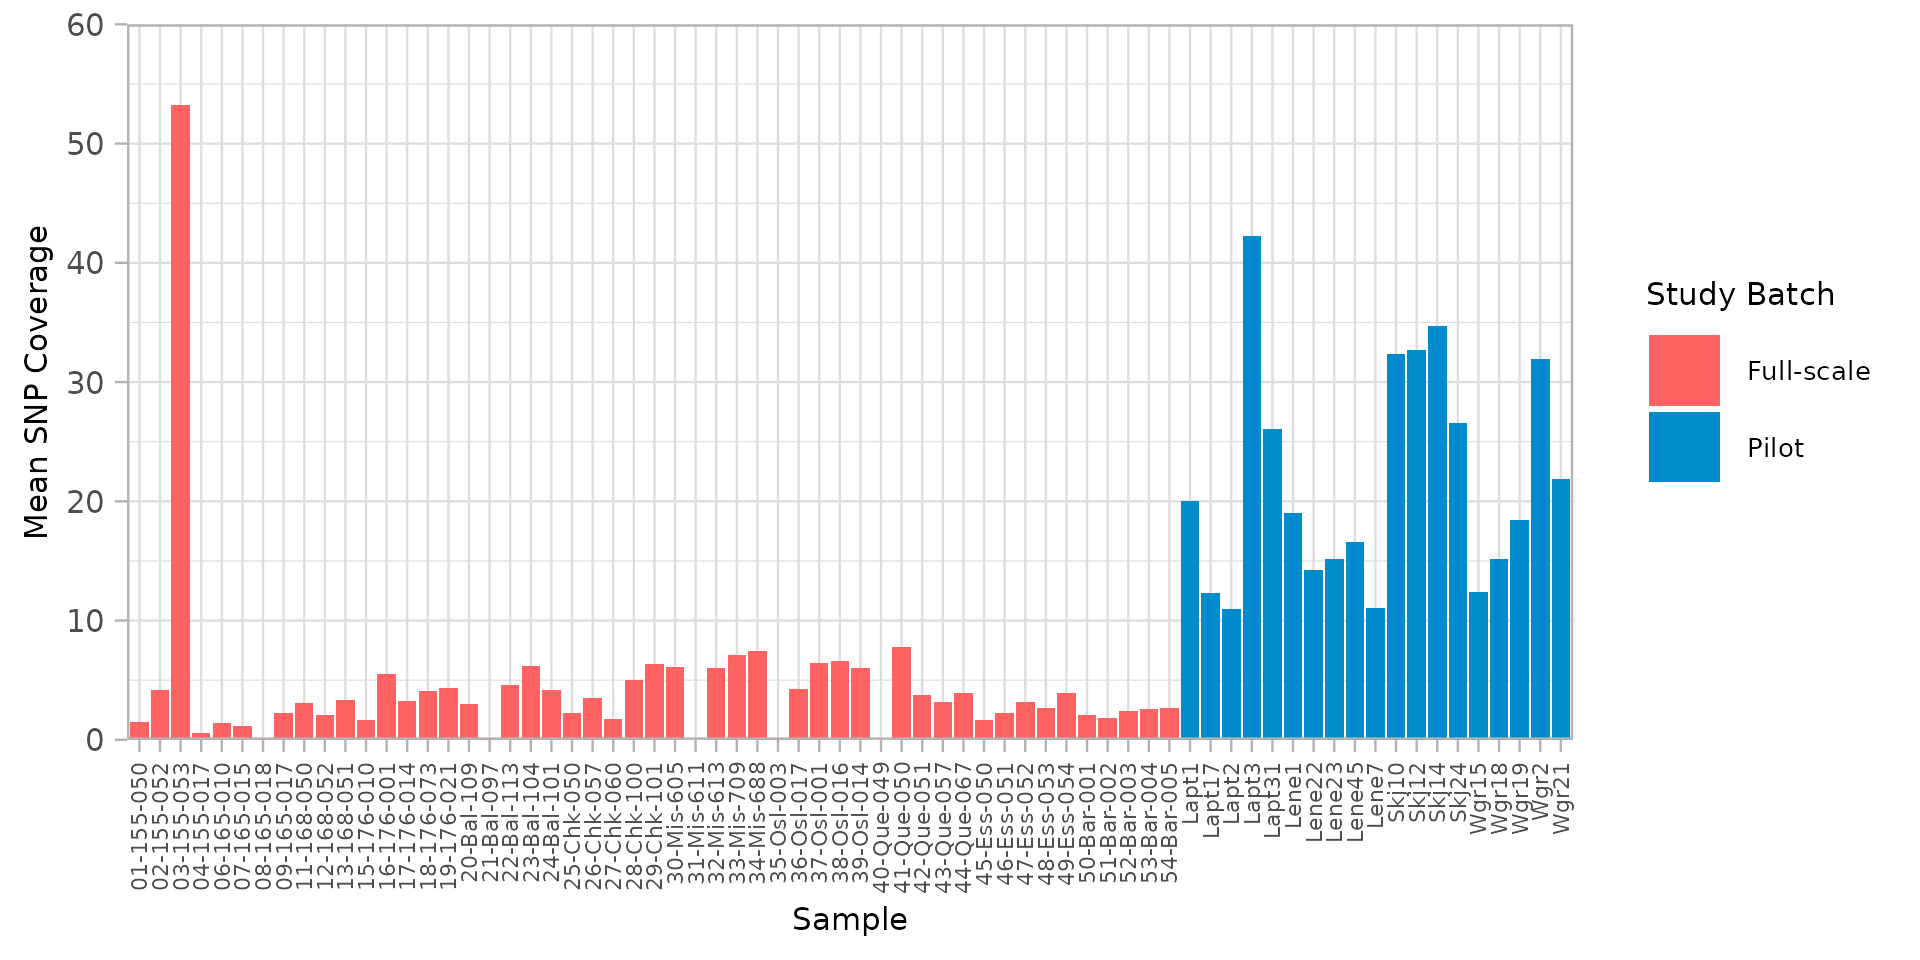 60
50
40
30
20
10
0
Mean SNP Coverage
01-155-050
02-155-052
03-155-053
04-155-017
06-165-010
07-165-015
08-165-018
09-165-017
11-168-050
12-168-052
13-168-051
15-176-010
16-176-001
17-176-014
18-176-073
19-176-021
20-Bal-109
21-Bal-097
22-Bal-113
23-Bal-104
24-Bal-101
25-Chk-050
26-Chk-057
27-Chk-060
28-Chk-100
29-Chk-101
30-Mis-605
31-Mis-611
32-Mis-613
33-Mis-709
34-Mis-688
35-Osl-003
36-Osl-017
37-Osl-001
38-Osl-016
39-Osl-014
40-Que-049
41-Que-050
42-Que-051
43-Que-057
44-Que-067
45-Ess-050
46-Ess-051
47-Ess-052
48-Ess-053
49-Ess-054
50-Bar-001
51-Bar-002
52-Bar-003
53-Bar-004
54-Bar-005
Lapt1
Lapt17
Lapt2
Lapt3
Lapt31
Lene1
Lene22
Lene23
Lene45
Lene7
Skj10
Skj12
Skj14
Skj24
Wgr15
Wgr18
Wgr19
Wgr2
Wgr21
Sample
Study Batch
Full-scale
Pilot